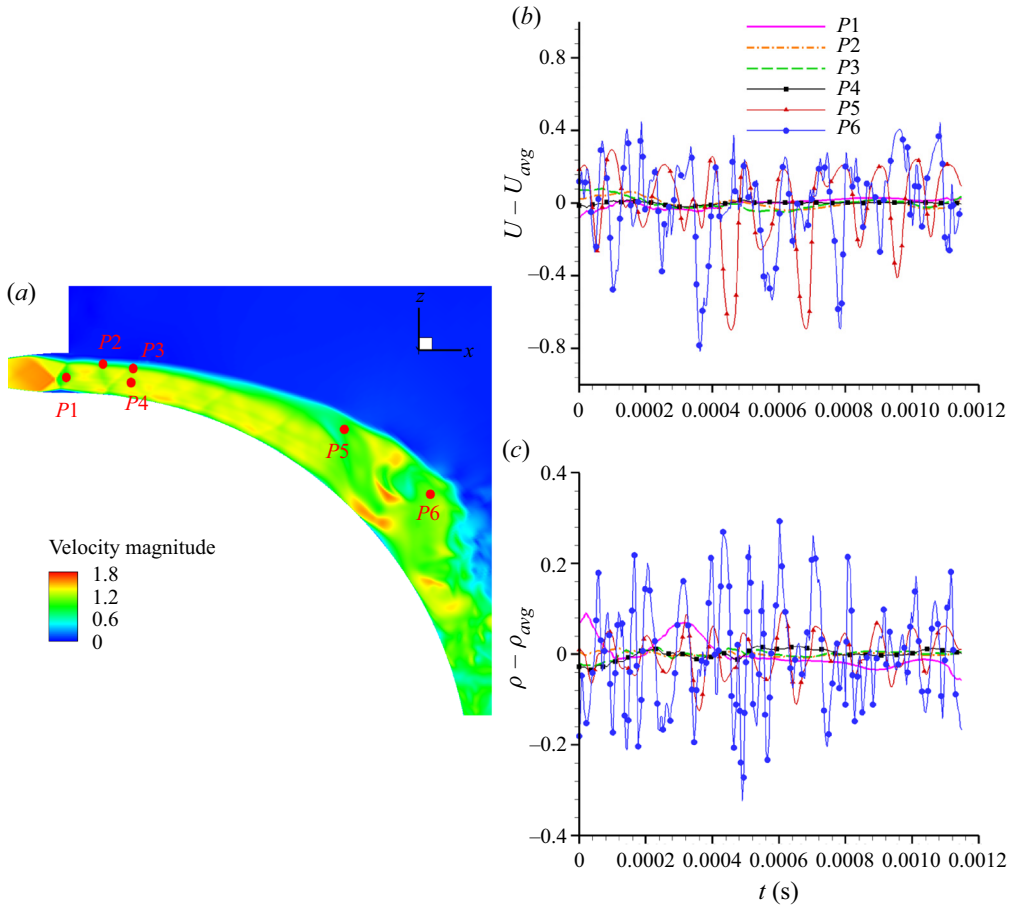 (a)
z
x
P2
P3
P1
P4
P5
P6
Velocity magnitude
1.8
1.2
0.6
0
(b)
P1
P2
P3
P4
P5
P6
0.8
0.4
0
−0.4
−0.8
U − Uavg
0 0.0002 0.0004 0.0006 0.0008 0.0010 0.0012
(c)
0.4
0.2
0
−0.2
−0.4
ρ − ρavg
0 0.0002 0.0004 0.0006 0.0008 0.0010 0.0012
t (s)